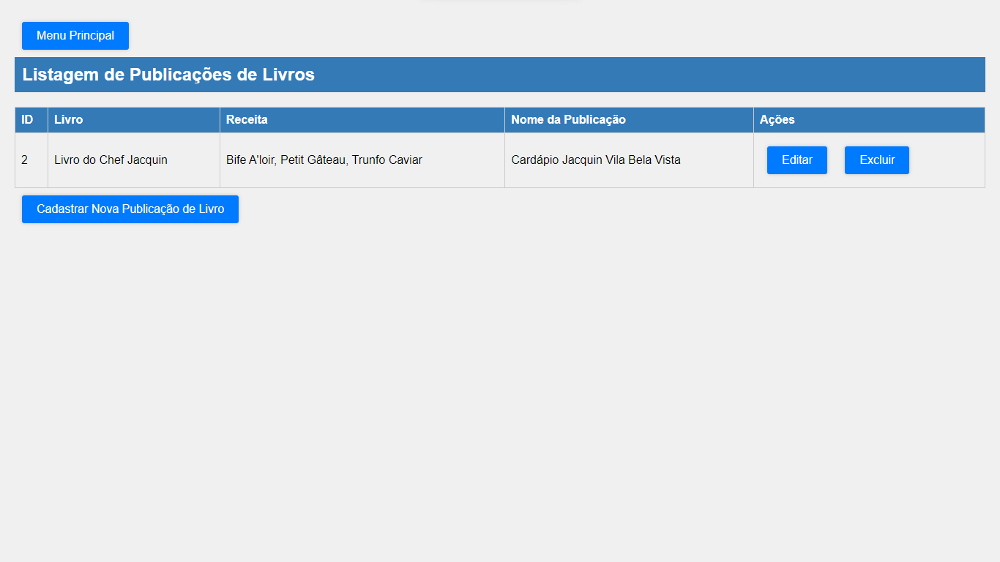 Menu Principal
Listagem de Publicações de Livros
ID Livro Receita Nome da Publicação Ações
2 Livro do Chef Jacquin Bife A'loir, Petit Gâteau, Trunfo Caviar Cardápio Jacquin Vila Bela Vista Editar Excluir
Cadastrar Nova Publicação de Livro